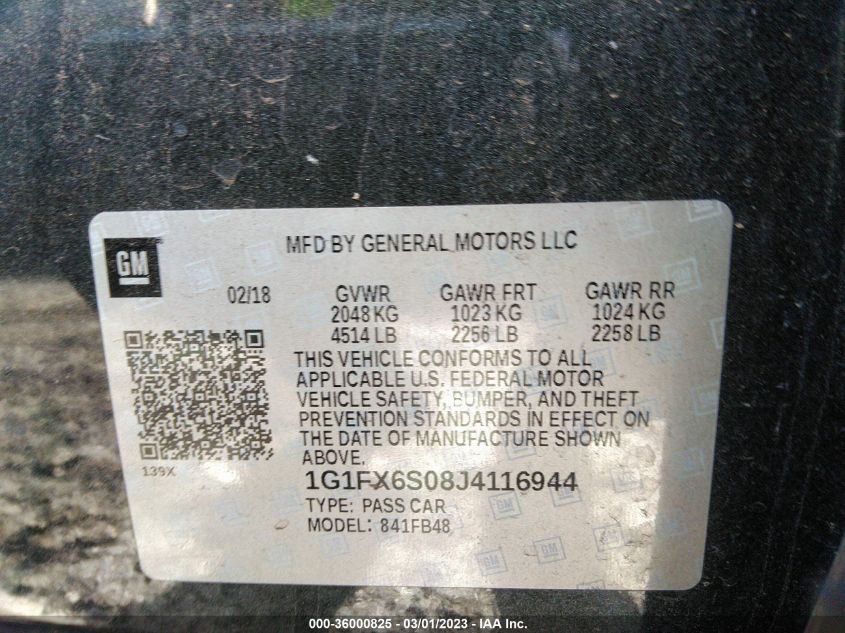 GM
MFD BY GENERAL MOTORS LLC
02/18 GVWR GAWR FRT GAWR RR
2048 KG 1023 KG 1024 KG
4514 LB 2256 LB 2258 LB
THIS VEHICLE CONFORMS TO ALL
APPLICABLE U.S. FEDERAL MOTOR
VEHICLE SAFETY, BUMPER, AND THEFT
PREVENTION STANDARDS IN EFFECT ON
THE DATE OF MANUFACTURE SHOWN
ABOVE.
139X
1G1FX6S08J4116944
TYPE: PASS CAR
MODEL: 841FB48
000-36000825 - 03/01/2023 - IAA Inc.